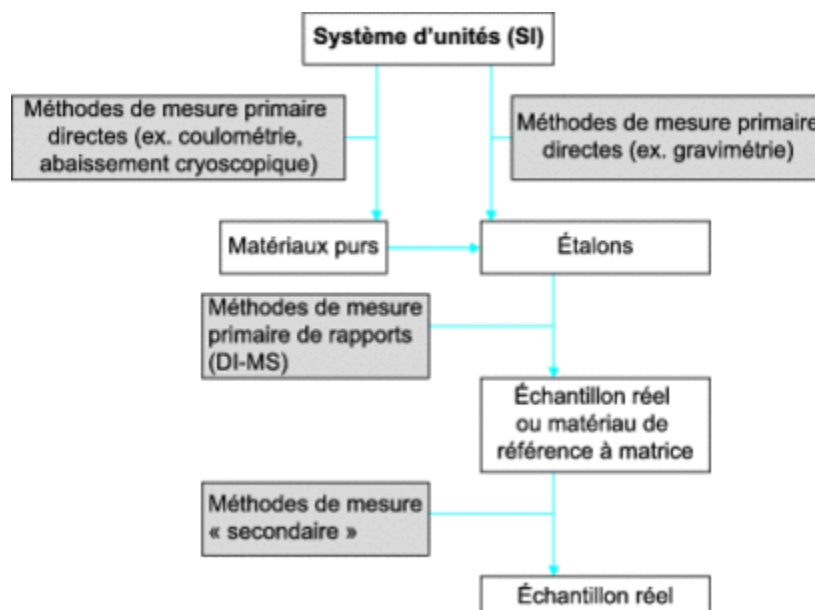 Système d'unités (SI)
Méthodes de mesure primaire
directes (ex. coulométrie,
abaissement cryoscopique)
Méthodes de mesure primaire
directes (ex. gravimétrie)
Matériaux purs
Étalons
Méthodes de mesure
primaire de rapports
(DI-MS)
Échantillon réel
ou matériau de
référence à matrice
Méthodes de mesure
« secondaire »
Échantillon réel